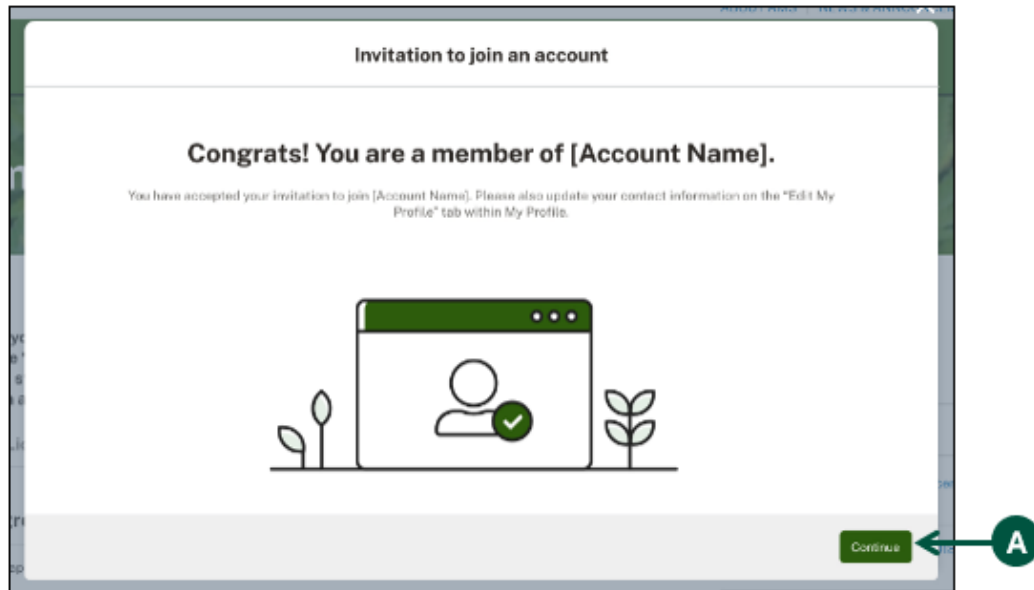 Invitation to join an account
Congrats! You are a member of [Account Name].
You have accepted your invitation to join [Account Name]. Please also update your contact information on the "Edit My
Profile" tab within My Profile.
Continue
A